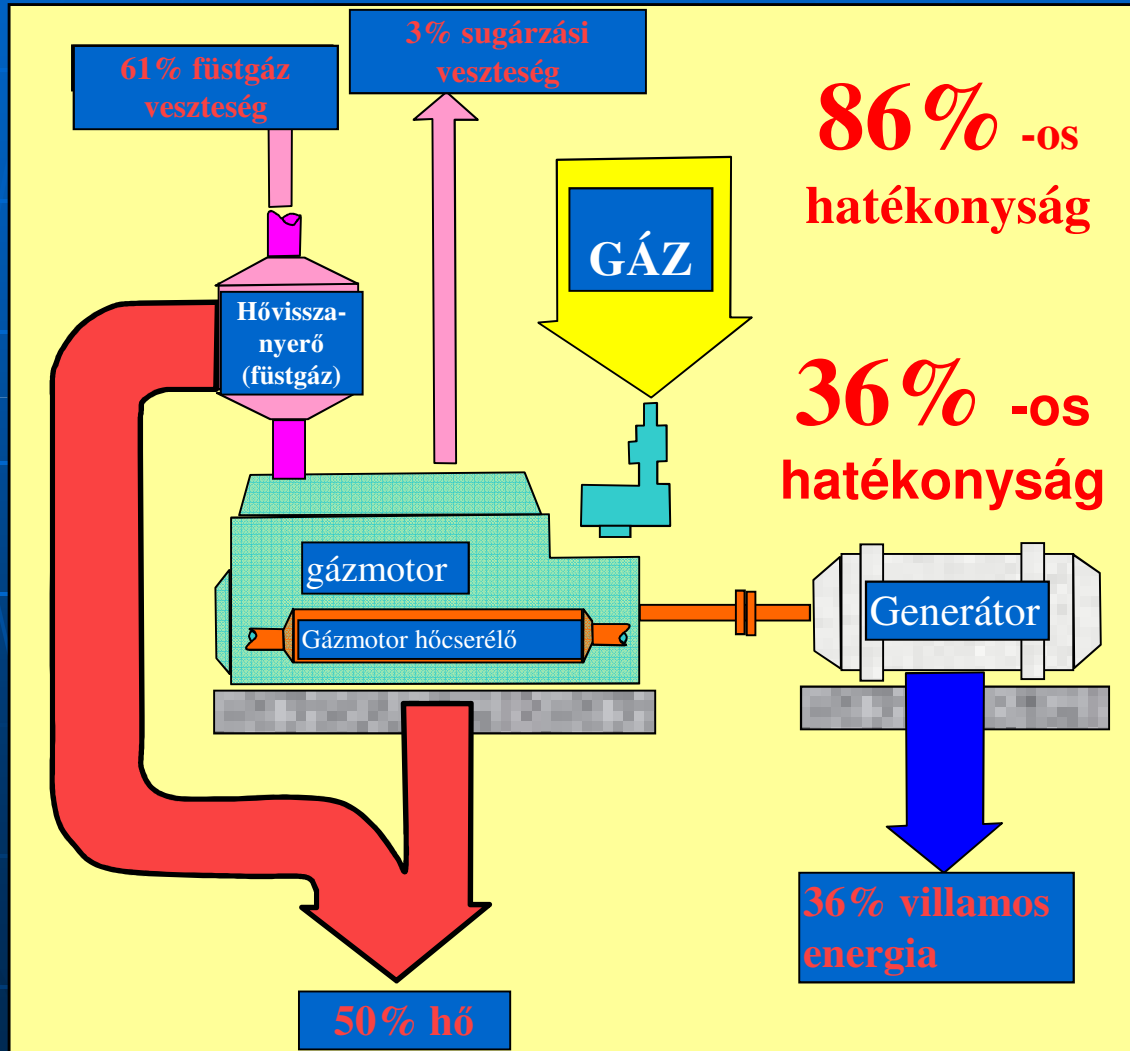 61% füstgáz
veszteség
3% sugárzási
veszteség
86% -os
hatékonyság
GÁZ
Hővissza-
nyerő
(füstgáz)
36% -os
hatékonyság
gázmotor
Gázmotor hőcserélő
Generátor
36% villamos
energia
50% hő